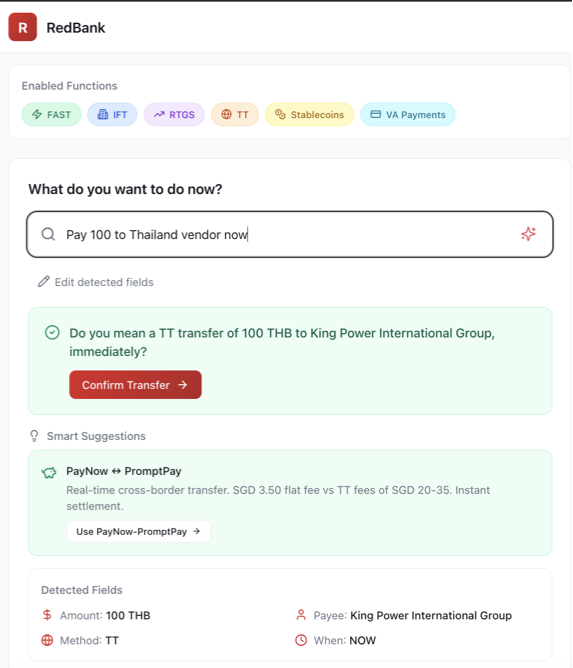 R RedBank
Enabled Functions
FAST IFT RTGS TT Stablecoins VA Payments
What do you want to do now?
Pay 100 to Thailand vendor now
Edit detected fields
Do you mean a TT transfer of 100 THB to King Power International Group,
immediately?
Confirm Transfer →
Smart Suggestions
PayNow ↔ PromptPay
Real-time cross-border transfer. SGD 3.50 flat fee vs TT fees of SGD 20-35. Instant
settlement.
Use PayNow-PromptPay →
Detected Fields
Amount: 100 THB Payee: King Power International Group
Method: TT When: NOW